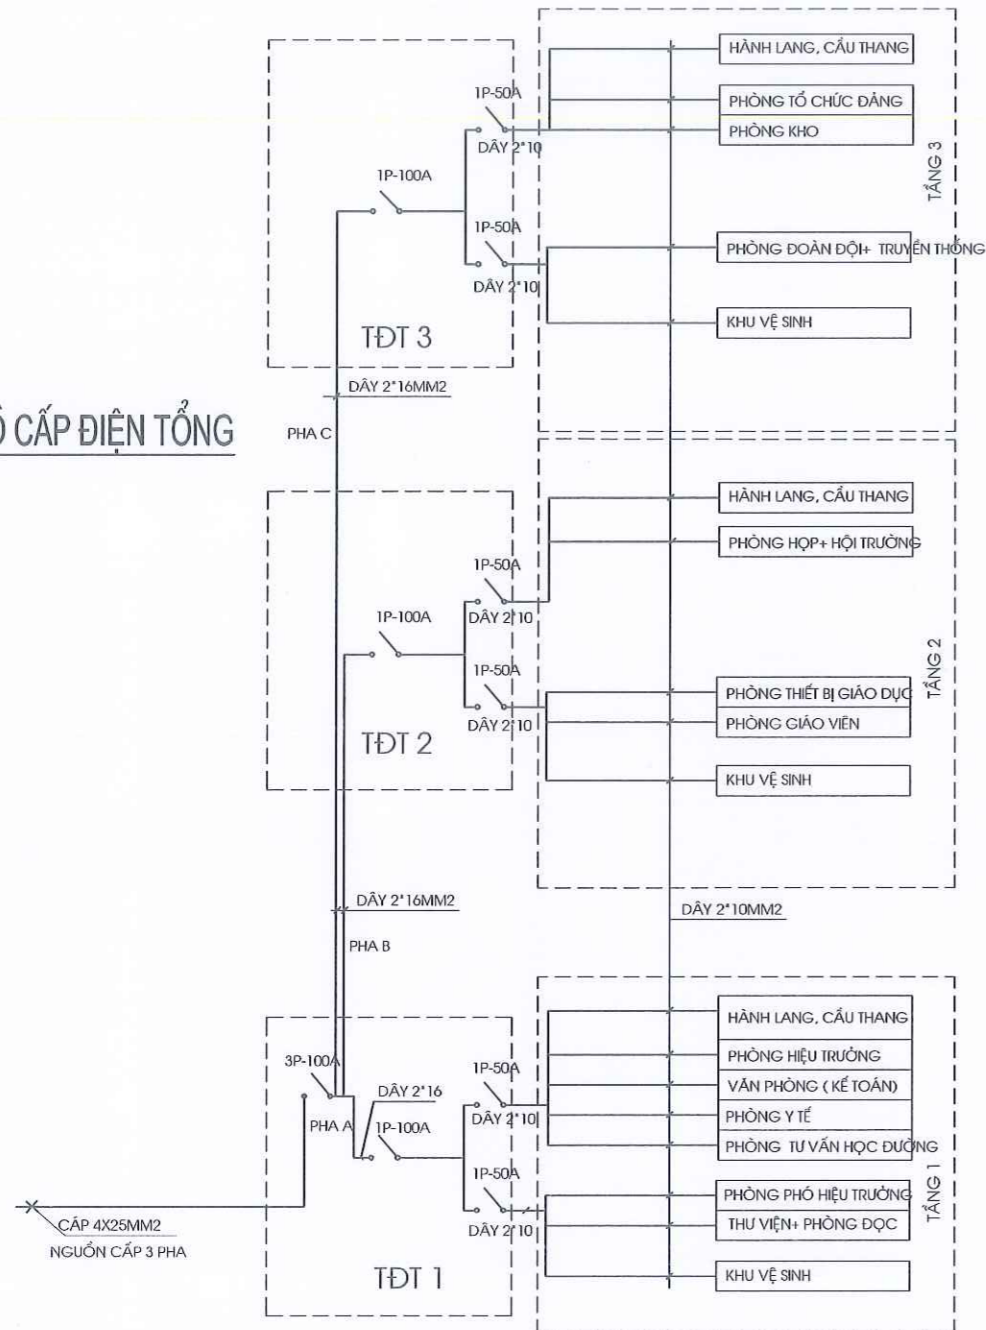 HÀNH LANG, CẦU THANG
1P-50A
PHÒNG TỔ CHỨC ĐẢNG
DÂY 2*10
PHÒNG KHO
TẦNG 3
1P-100A
1P-50A
PHÒNG ĐOÀN ĐỘI+ TRUYỀN THỐNG
DÂY 2*10
KHU VỆ SINH
TĐT 3
DÂY 2*16MM2
CẤP ĐIỆN TỔNG
PHA C
HÀNH LANG, CẦU THANG
PHÒNG HỌP+ HỘI TRƯỜNG
1P-50A
1P-100A
DÂY 2*10
TẦNG 2
1P-50A
PHÒNG THIẾT BỊ GIÁO DỤC
DÂY 2*10
PHÒNG GIÁO VIÊN
TĐT 2
KHU VỆ SINH
DÂY 2*16MM2
DÂY 2*10MM2
PHA B
HÀNH LANG, CẦU THANG
3P-100A
1P-50A
PHÒNG HIỆU TRƯỞNG
DÂY 2*16
VĂN PHÒNG ( KẾ TOÁN)
PHA A
1P-100A
DÂY 2*10
PHÒNG Y TẾ
PHÒNG TƯ VẤN HỌC ĐƯỜNG
TẦNG 1
1P-50A
PHÒNG PHÓ HIỆU TRƯỞNG
CÁP 4X25MM2
DÂY 2*10
THƯ VIỆN+ PHÒNG ĐỌC
NGUỒN CẤP 3 PHA
TĐT 1
KHU VỆ SINH